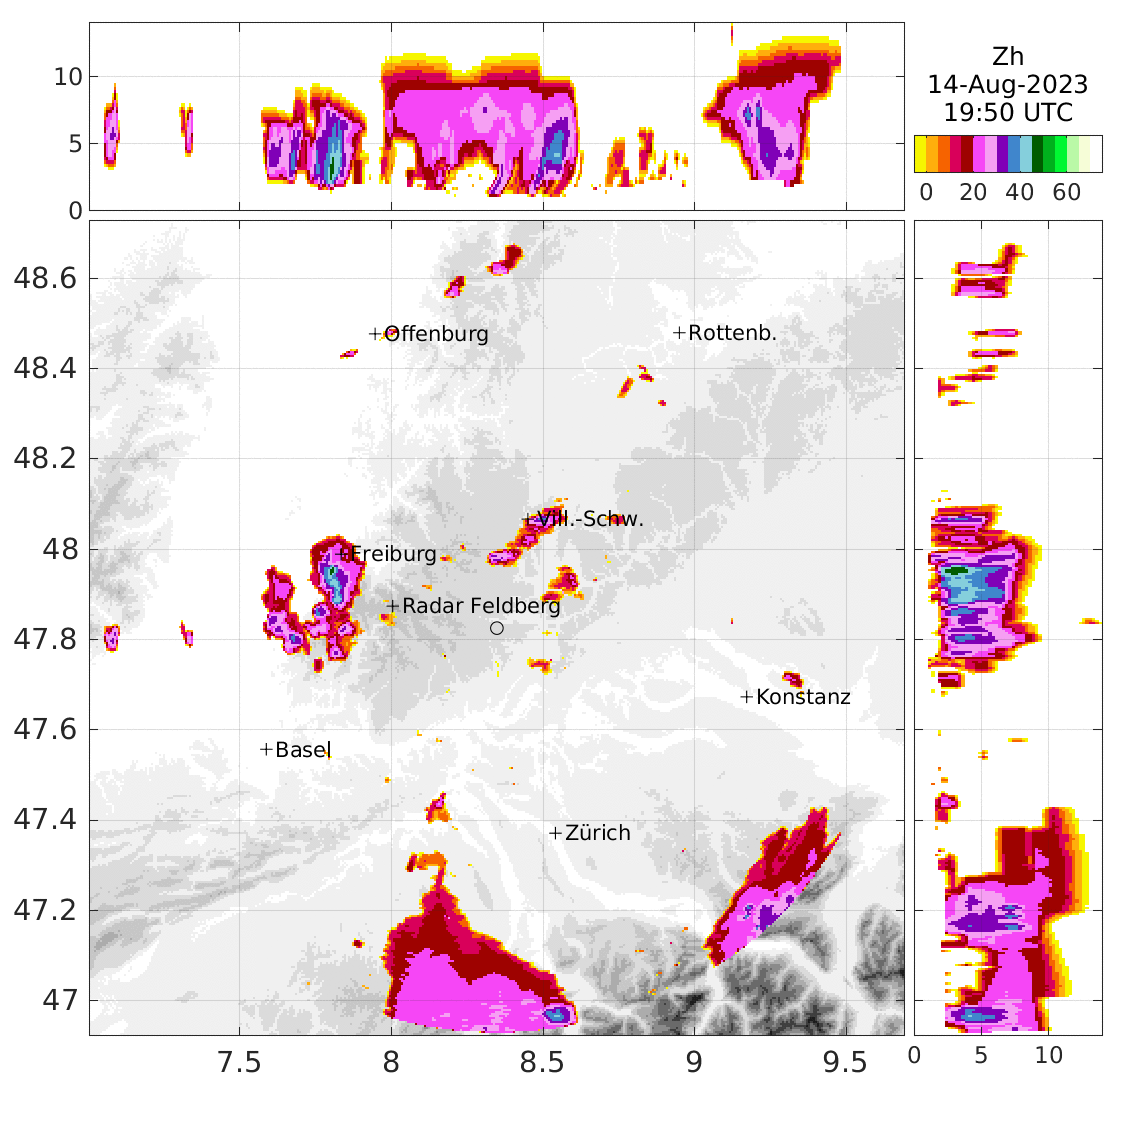 Zh
14-Aug-2023
19:50 UTC
0 20 40 60
10
5
0
48.6
48.4
48.2
48
47.8
47.6
47.4
47.2
47
+Offenburg
+Rottenb.
+Vill.-Schw.
+Freiburg
+Radar Feldberg
+Konstanz
+Basel
+Zürich
7.5 8 8.5 9 9.5
0 5 10